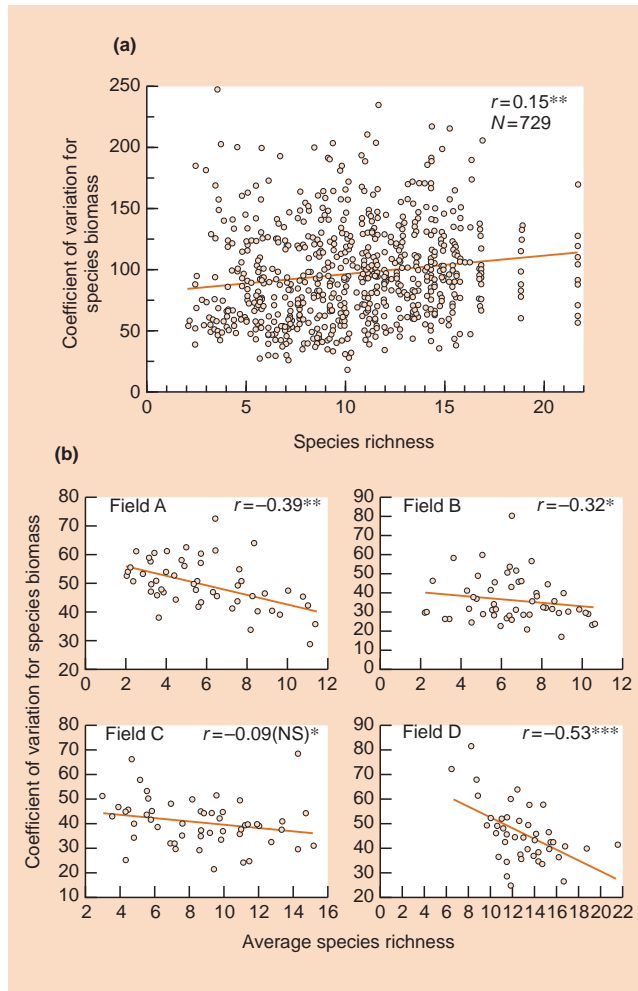 (a)
250
200
150
100
50
0
Coefficient of variation for
species biomass
r=0.15**
N=729
0 5 10 15 20
Species richness
(b)
Coefficient of variation for species biomass
Field A r=−0.39**
80
70
60
50
40
30
20
0 2 4 6 8 10 12
Field B r=−0.32*
90
80
70
60
50
40
30
20
10
0
0 2 4 6 8 10 12
Field C r=−0.09(NS)*
80
70
60
50
40
30
20
10
2 4 6 8 10 12 14 16
Field D r=−0.53***
90
80
70
60
50
40
30
20
0 2 4 6 8 10 12 14 16 18 20 22
Average species richness